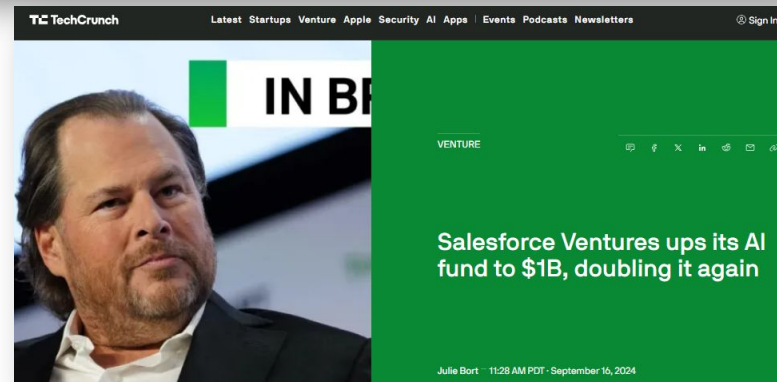 TechCrunch
Latest Startups Venture Apple Security AI Apps | Events Podcasts Newsletters
Sign In
IN BR
VENTURE
Salesforce Ventures ups its AI
fund to $1B, doubling it again
Julie Bort — 11:28 AM PDT · September 16, 2024